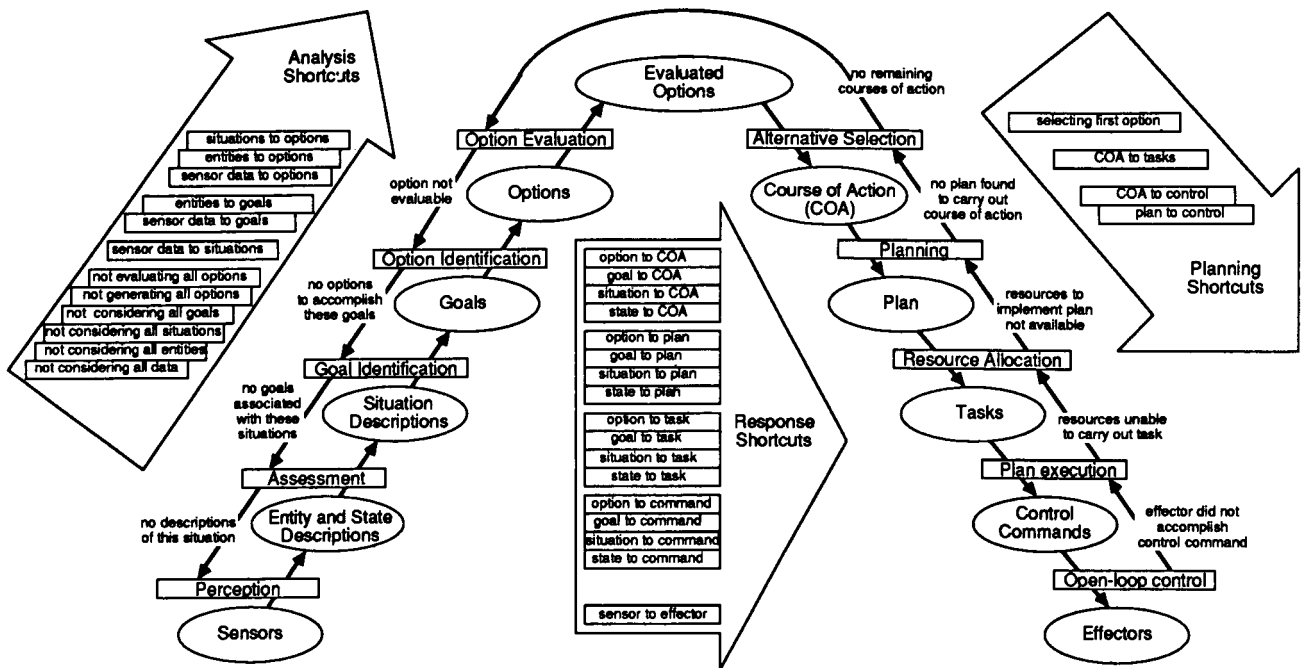 Analysis
Shortcuts
situations to options
entities to options
sensor data to options
entities to goals
sensor data to goals
sensor data to situations
not evaluating all options
not generating all options
not considering all goals
not considering all situations
not considering all entities
not considering all data
Evaluated
Options
Option Evaluation
option not
evaluable
Options
Option Identification
no options
to accomplish
these goals
Goals
Goal Identification
no goals
associated
with these
situations
Situation
Descriptions
Assessment
no descriptions
of this situation
Entity and State
Descriptions
Perception
Sensors
option to COA
goal to COA
situation to COA
state to COA
option to plan
goal to plan
situation to plan
state to plan
option to task
goal to task
situation to task
state to task
option to command
goal to command
situation to command
state to command
sensor to effector
Response
Shortcuts
no remaining
courses of action
Alternative Selection
Course of Action
(COA)
no plan found
to carry out
course of action
Planning
Plan
resources to
implement plan
not available
Resource Allocation
Tasks
resources unable
to carry out task
Plan execution
Control
Commands
effector did not
accomplish
control command
Open-loop control
Effectors
selecting first option
COA to tasks
COA to control
plan to control
Planning
Shortcuts